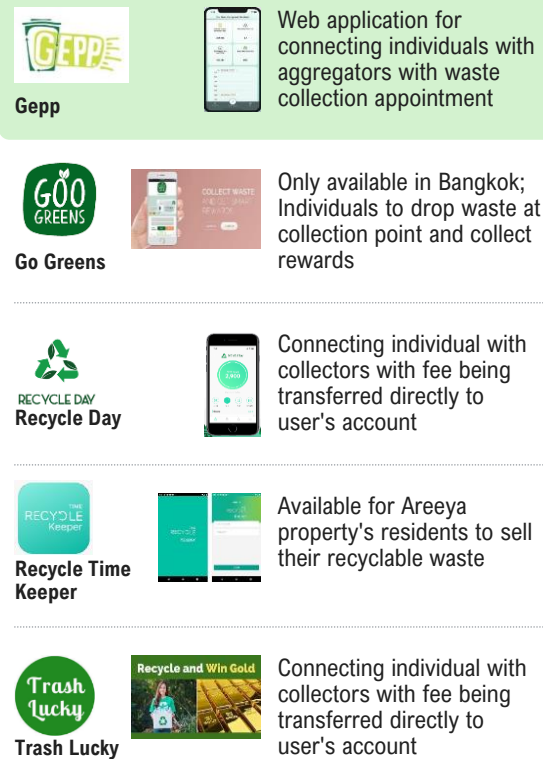 GEPP
Gepp
Web application for
connecting individuals with
aggregators with waste
collection appointment
GOO
GREENS
Go Greens
COLLECT WASTE
Only available in Bangkok;
Individuals to drop waste at
collection point and collect
rewards
RECYCLE DAY
Recycle Day
Connecting individual with
collectors with fee being
transferred directly to
user's account
TIME
RECYCLE
Keeper
Recycle Time
Keeper
Available for Areeya
property's residents to sell
their recyclable waste
Trash
Lucky
Trash Lucky
Recycle and Win Gold
Connecting individual with
collectors with fee being
transferred directly to
user's account